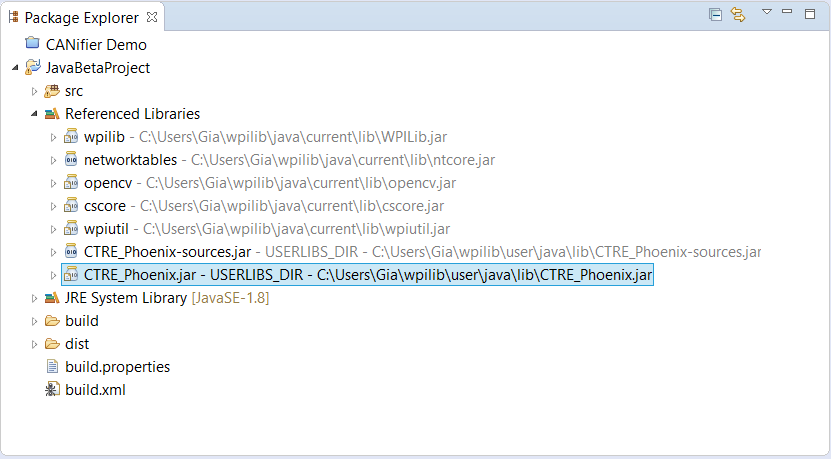 Package Explorer
CANifier Demo
JavaBetaProject
src
Referenced Libraries
wpilib - C:\Users\Gia\wpilib\java\current\lib\WPILib.jar
networktables - C:\Users\Gia\wpilib\java\current\lib\ntcore.jar
opencv - C:\Users\Gia\wpilib\java\current\lib\opencv.jar
cscore - C:\Users\Gia\wpilib\java\current\lib\cscore.jar
wpiutil - C:\Users\Gia\wpilib\java\current\lib\wpiutil.jar
CTRE_Phoenix-sources.jar - USERLIBS_DIR - C:\Users\Gia\wpilib\user\java\lib\CTRE_Phoenix-sources.jar
CTRE_Phoenix.jar - USERLIBS_DIR - C:\Users\Gia\wpilib\user\java\lib\CTRE_Phoenix.jar
JRE System Library [JavaSE-1.8]
build
dist
build.properties
build.xml